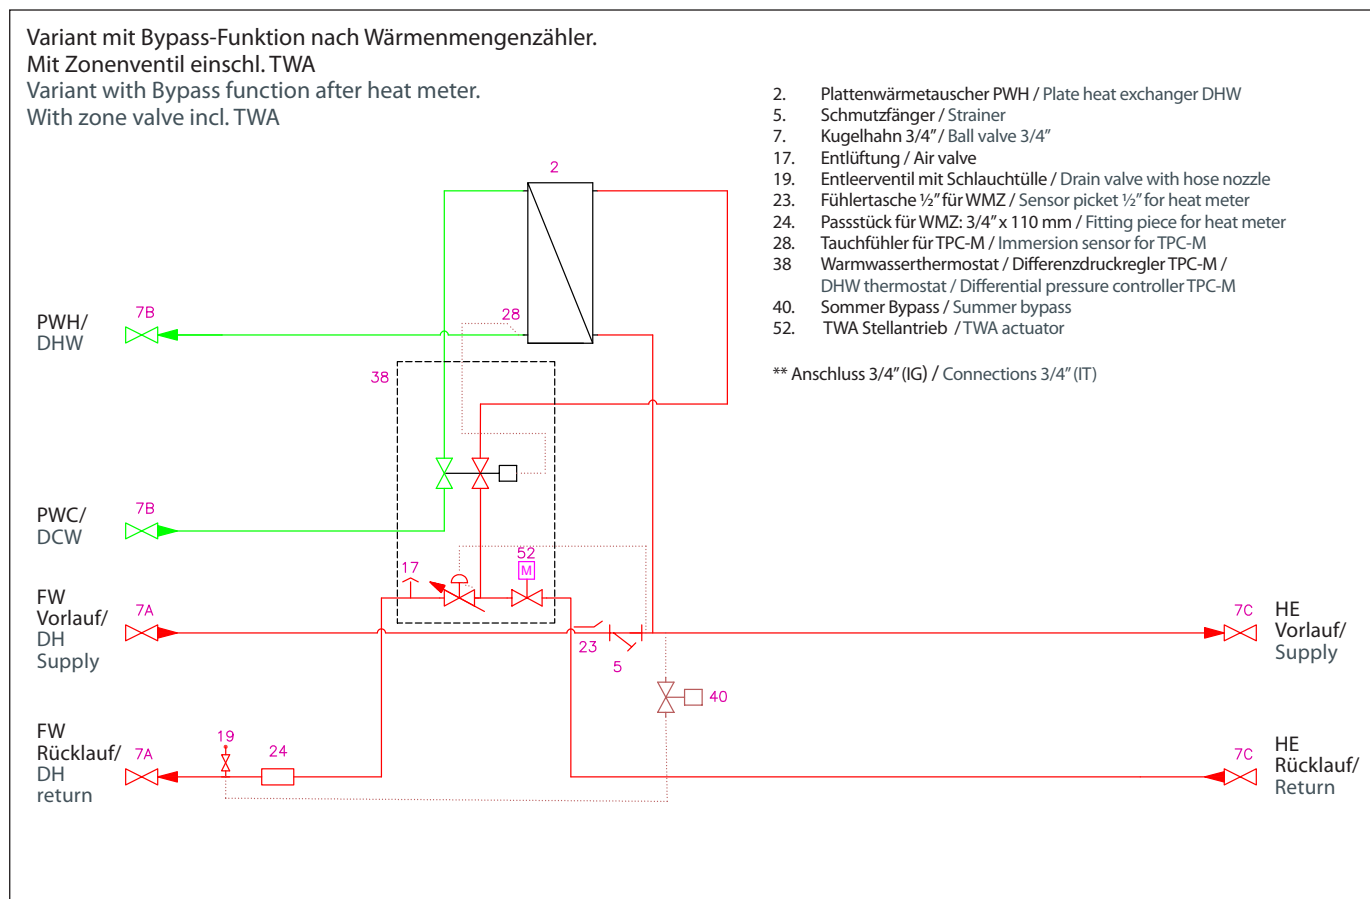 Variant mit Bypass-Funktion nach Wärmenmengenzähler.
Mit Zonenventil einschl. TWA
Variant with Bypass function after heat meter.
With zone valve incl. TWA
2. Plattenwärmetauscher PWH / Plate heat exchanger DHW
5. Schmutzfänger / Strainer
7. Kugelhahn 3/4” / Ball valve 3/4”
17. Entlüftung / Air valve
19. Entleerventil mit Schlauchtülle / Drain valve with hose nozzle
23. Fühlertasche ½” für WMZ / Sensor picket ½” for heat meter
24. Passstück für WMZ: 3/4” x 110 mm / Fitting piece for heat meter
28. Tauchfühler für TPC-M / Immersion sensor for TPC-M
38 Warmwasserthermostat / Differenzdruckregler TPC-M /
DHW thermostat / Differential pressure controller TPC-M
40. Sommer Bypass / Summer bypass
52. TWA Stellantrieb / TWA actuator
** Anschluss 3/4” (IG) / Connections 3/4” (IT)
2
PWH/
DHW
7B
28
38
PWC/
DCW
7B
52
M
17
FW
Vorlauf/
DH
Supply
7A
23
5
7C
HE
Vorlauf/
Supply
40
FW
Rücklauf/
DH
return
7A
19
24
7C
HE
Rücklauf/
Return